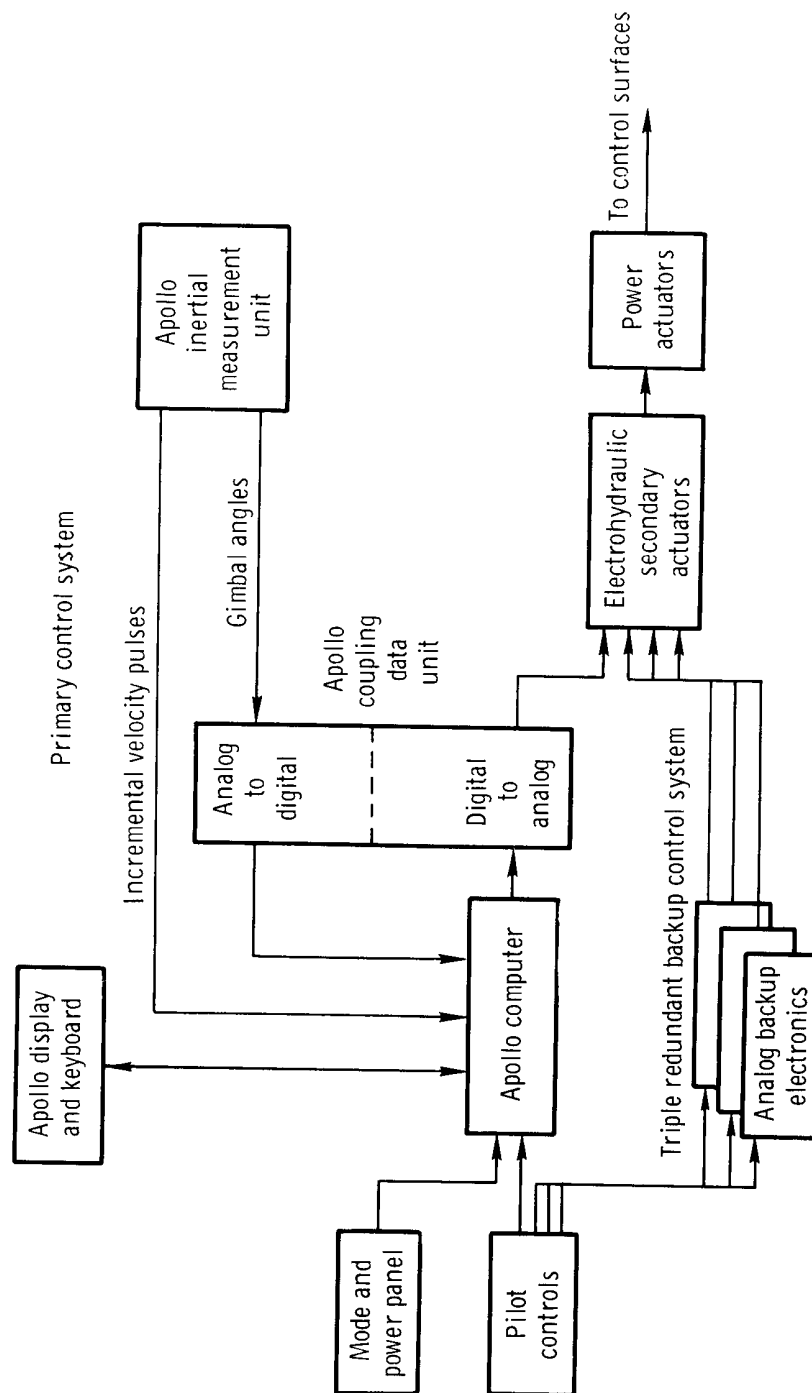 Primary control system
Apollo display
and keyboard
Incremental velocity pulses
Apollo
inertial
measurement
unit
Gimbal angles
Mode and
power panel
Analog
to
digital
Apollo
coupling
data
unit
Apollo computer
Digital
to
analog
Pilot
controls
Electrohydraulic
secondary
actuators
Power
actuators
To control surfaces
Triple redundant backup control system
Analog backup
electronics